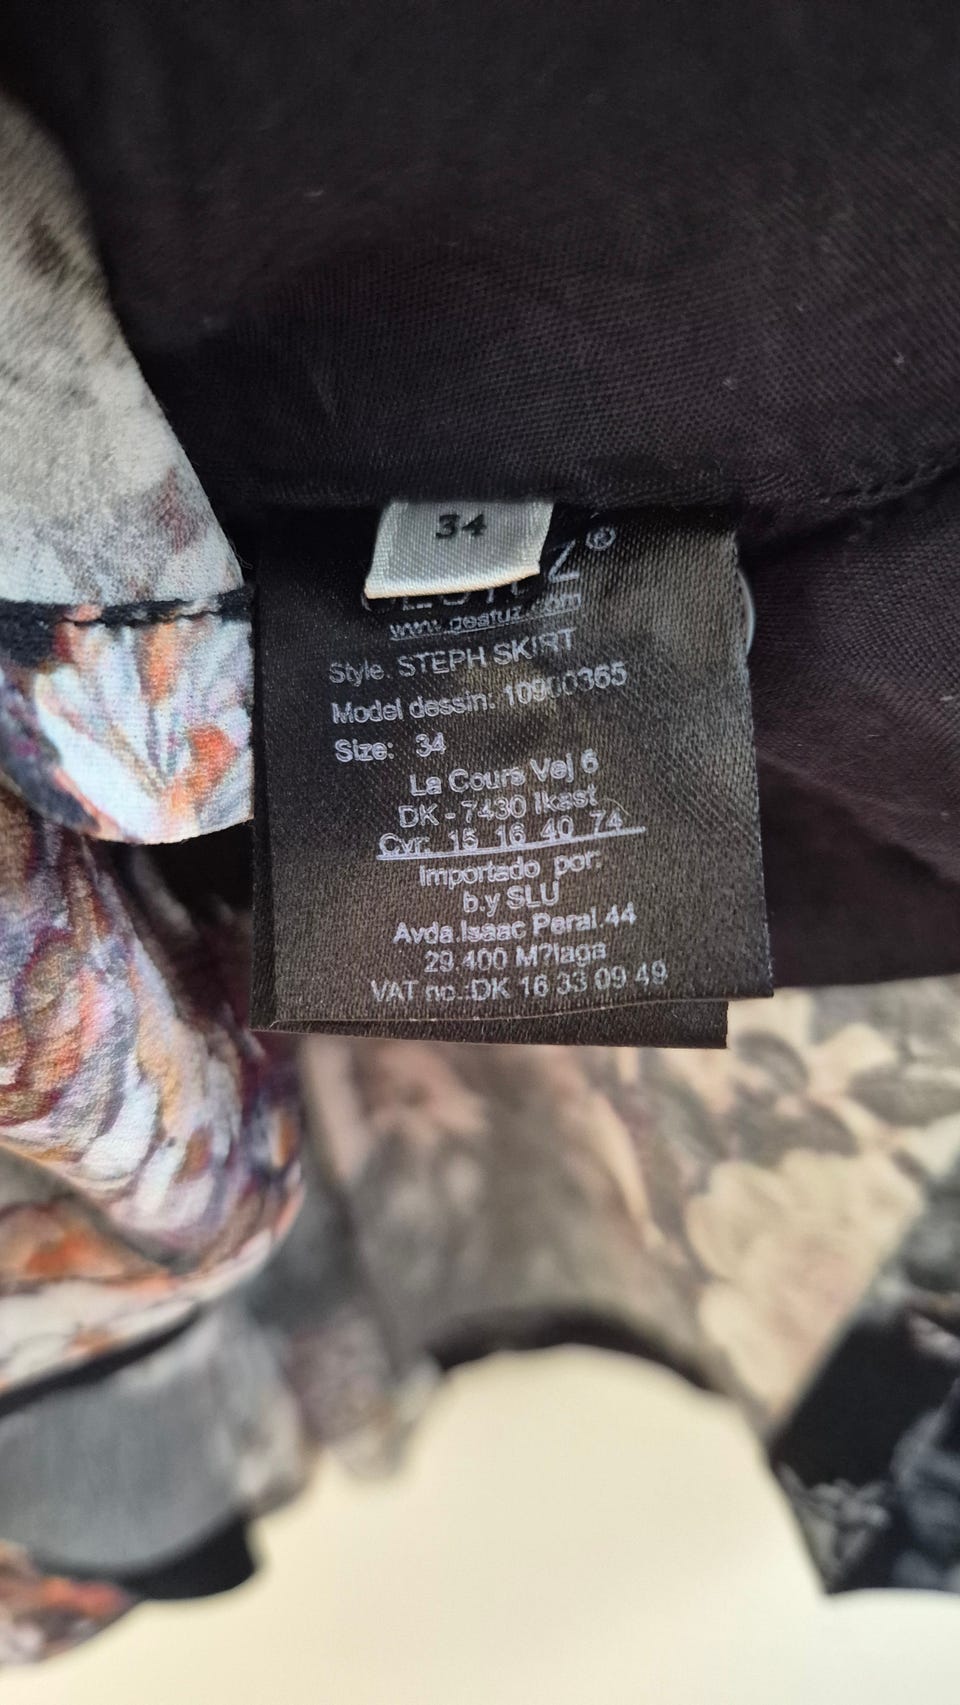 34
®
www.gestuz.com
Style. STEPH SKIRT
Model dessin: 10900365
Size: 34
La Cours Vej 6
DK - 7430 Ikast
Cvr. 15 16 40 74
Importado por:
b.y SLU
Avda.Isaac Peral.44
29.400 M?laga
VAT no.:DK 16 33 09 49